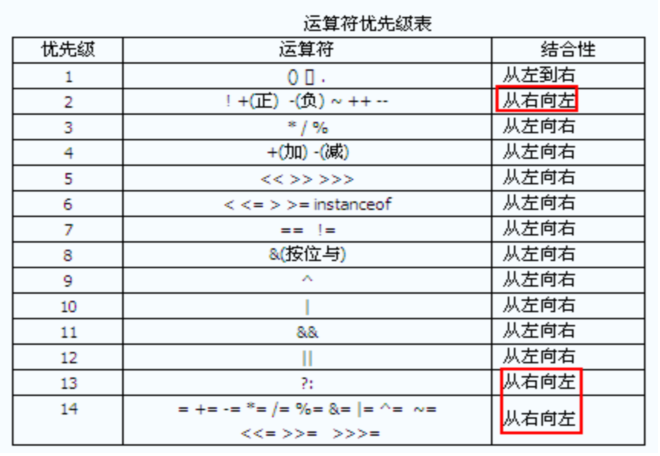 运算符优先级表
优先级 运算符 结合性
1 () [] . 从左到右
2 ! +(正) -(负) ~ ++ -- 从右向左
3 * / % 从左向右
4 +(加) -(减) 从左向右
5 << >> >>> 从左向右
6 < <= > >= instanceof 从左向右
7 == != 从左向右
8 &(按位与) 从左向右
9 ^ 从左向右
10 | 从左向右
11 && 从左向右
12 || 从左向右
13 ?: 从右向左
14 = += -= *= /= %= &= |= ^= ~= 从右向左
<<= >>= >>>=